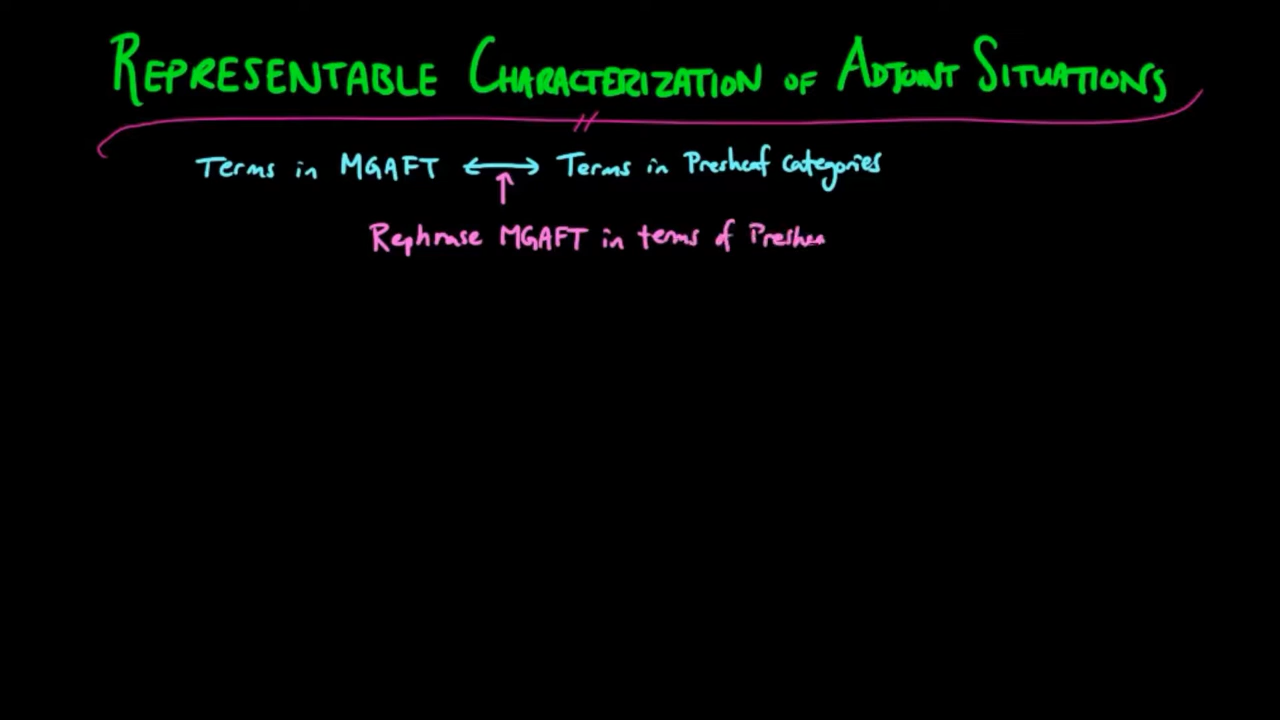 REPRESENTABLE CHARACTERIZATION OF ADJOINT SITUATIONS
Terms in MGAFT ⟷ Terms in Presheaf Categories
Rephrase MGAFT in terms of Preshea